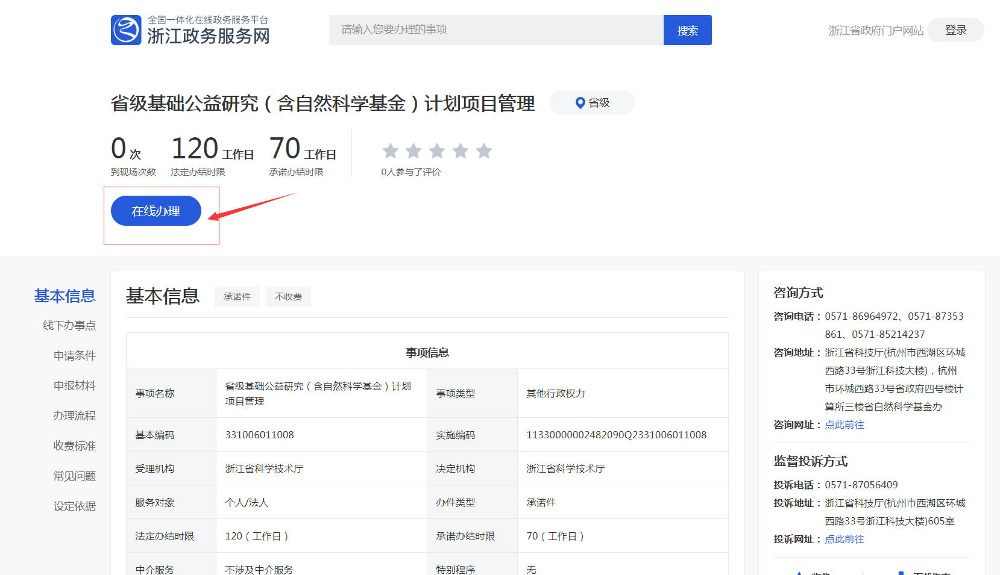 全国一体化在线政务服务平台
浙江政务服务网
请输入您要办理的事项
搜索
浙江省政府门户网站
登录
省级基础公益研究（含自然科学基金）计划项目管理
省级
0 次
到现场次数
120 工作日
法定办结时限
70 工作日
承诺办结时限
0人参与了评价
在线办理
基本信息
线下办事点
申请条件
申报材料
办理流程
收费标准
常见问题
设定依据
基本信息
承诺件
不收费
事项信息
事项名称
省级基础公益研究（含自然科学基金）计划
项目管理
事项类型
其他行政权力
基本编码
331006011008
实施编码
11330000002482090Q2331006011008
受理机构
浙江省科学技术厅
决定机构
浙江省科学技术厅
服务对象
个人/法人
办件类型
承诺件
法定办结时限
120（工作日）
承诺办结时限
70（工作日）
中介服务
不涉及中介服务
特别程序
无
咨询方式
咨询电话：0571-86964972、0571-87353
861、0571-85214237
咨询地址：浙江省科技厅(杭州市西湖区环城
西路33号浙江科技大楼)，杭州
市环城西路33号省政府四号楼计
算所三楼省自然科学基金办
咨询网址：点此前往
监督投诉方式
投诉电话：0571-87056409
投诉地址：浙江省科技厅(杭州市西湖区环城
西路33号浙江科技大楼)605室
投诉网址：点此前往